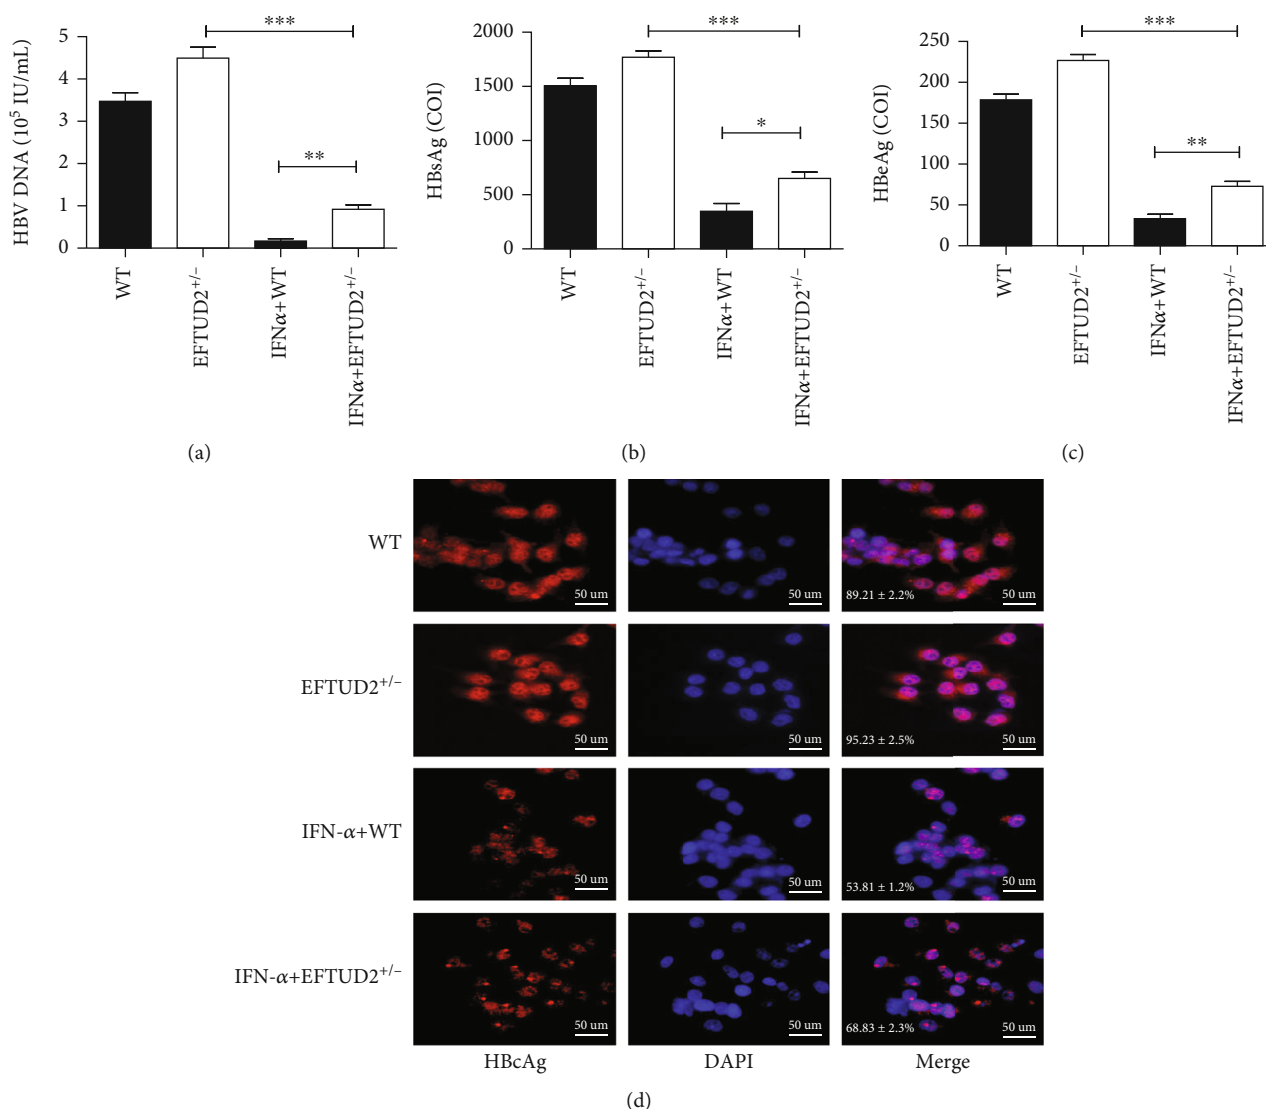 ***
5
4
3
2
1
0
HBV DNA (10⁵ IU/mL)
**
WT
EFTUD2⁺/⁻
IFNα+WT
IFNα+EFTUD2⁺/⁻
(a)
***
2000
1500
1000
500
0
HBsAg (COI)
*
WT
EFTUD2⁺/⁻
IFNα+WT
IFNα+EFTUD2⁺/⁻
(b)
***
250
200
150
100
50
0
HBeAg (COI)
**
WT
EFTUD2⁺/⁻
IFNα+WT
IFNα+EFTUD2⁺/⁻
(c)
WT
50 um
50 um
89.21 ± 2.2%
50 um
EFTUD2⁺/⁻
50 um
50 um
95.23 ± 2.5%
50 um
IFN-α+WT
50 um
50 um
53.81 ± 1.2%
50 um
IFN-α+EFTUD2⁺/⁻
50 um
50 um
68.83 ± 2.3%
50 um
HBcAg
DAPI
Merge
(d)